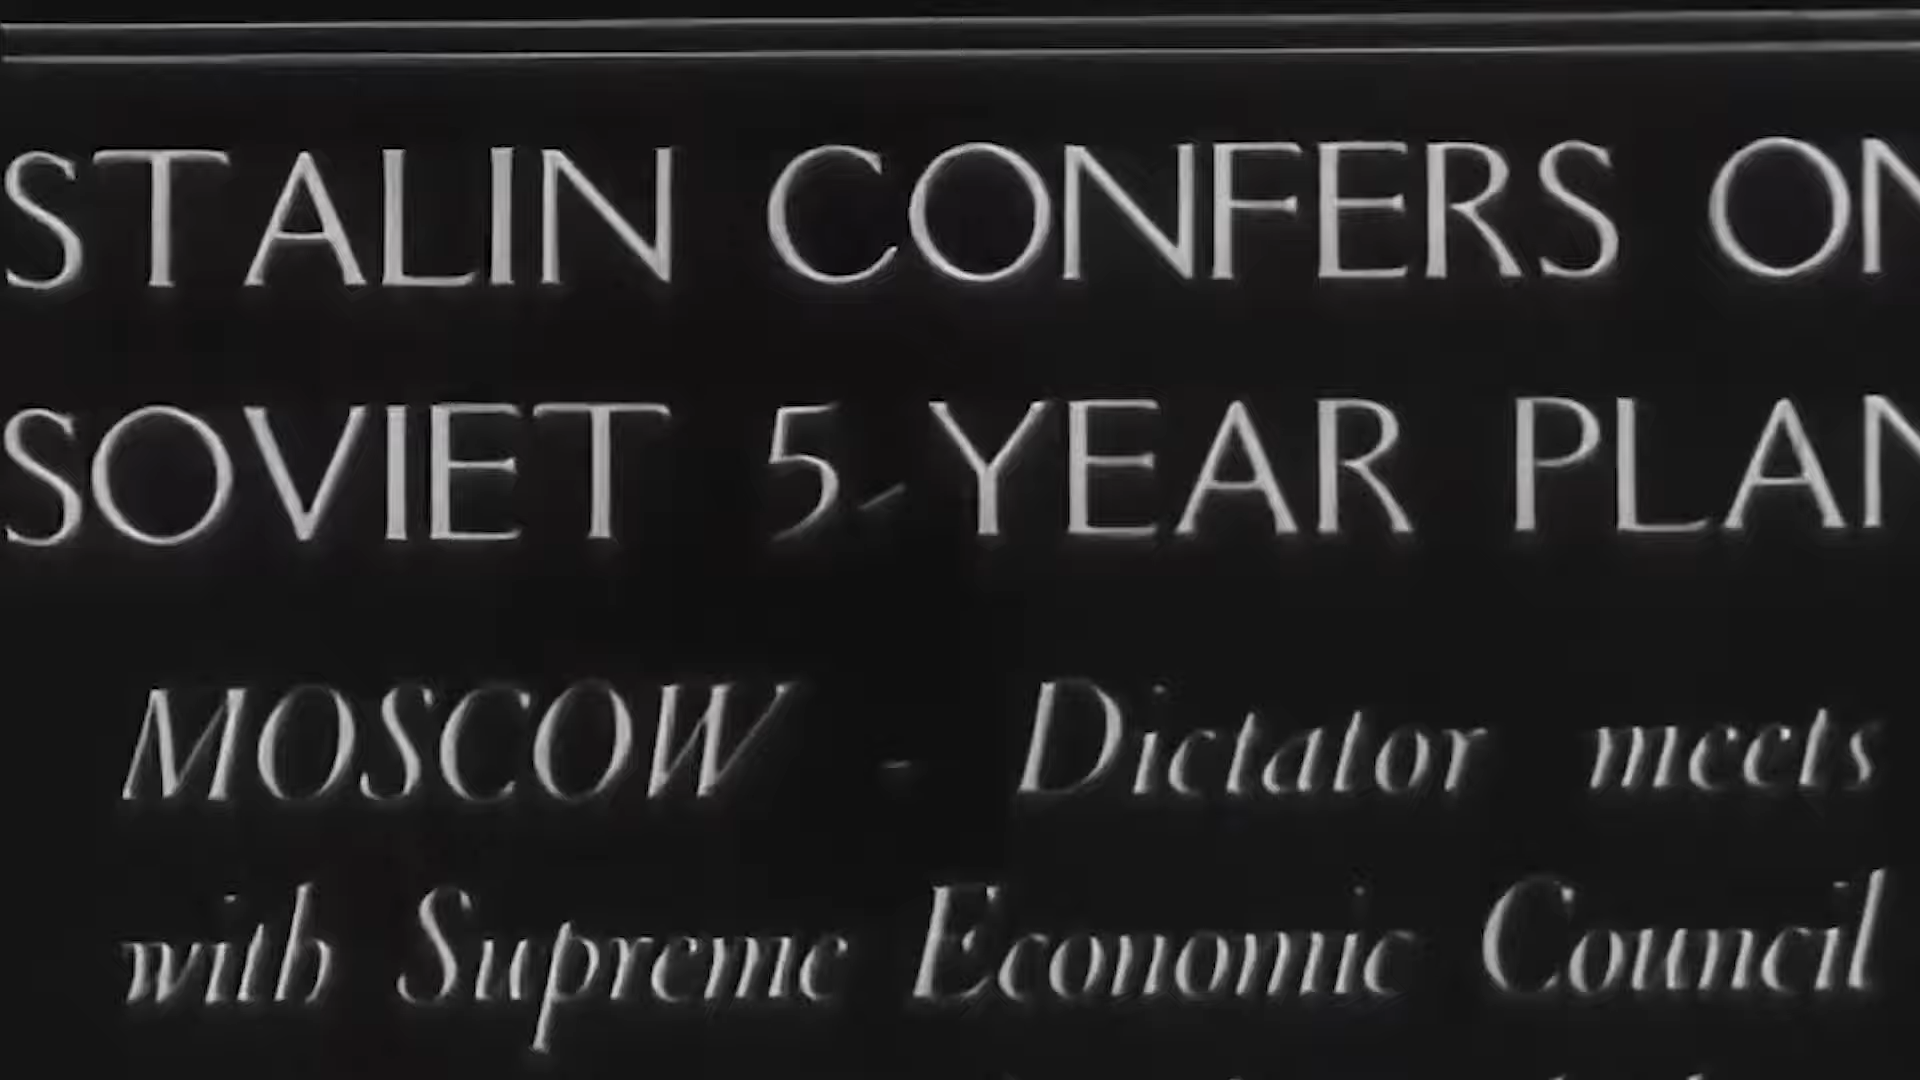 STALIN CONFERS ON
SOVIET 5-YEAR PLAN
MOSCOW - Dictator meets
with Supreme Economic Council